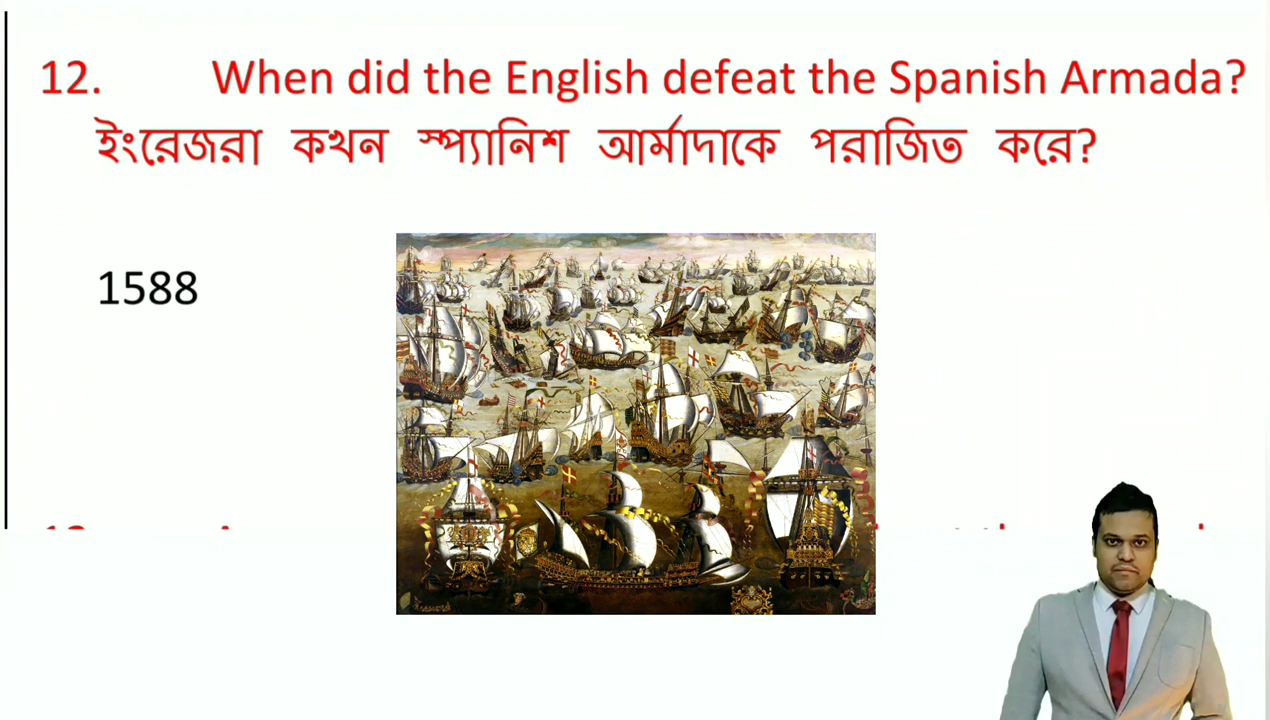 12. When did the English defeat the Spanish Armada?
ইংরেজরা কখন স্প্যানিশ আর্মাদাকে পরাজিত করে?
1588